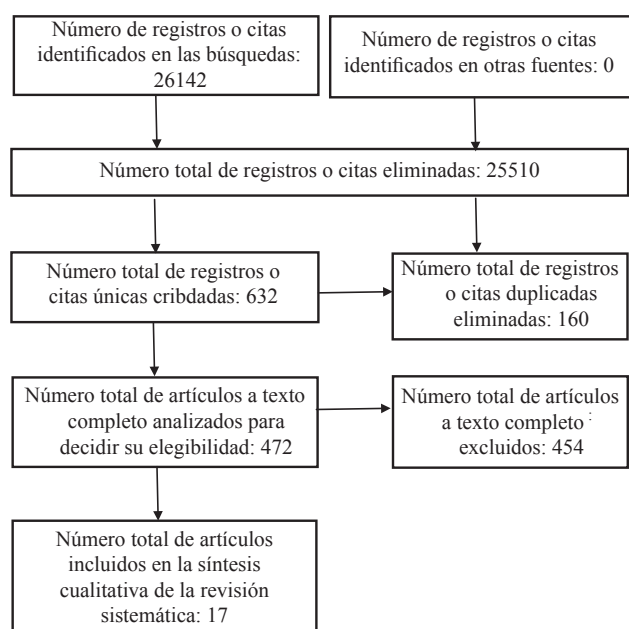 Número de registros o citas
identificados en las búsquedas:
26142
Número de registros o citas
identificados en otras fuentes: 0
Número total de registros o citas eliminadas: 25510
Número total de registros o
citas únicas cribdadas: 632
Número total de registros
o citas duplicadas
eliminadas: 160
Número total de artículos a texto
completo analizados para
decidir su elegibilidad: 472
Número total de artículos
a texto completo :
excluidos: 454
Número total de artículos
incluidos en la síntesis
cualitativa de la revisión
sistemática: 17